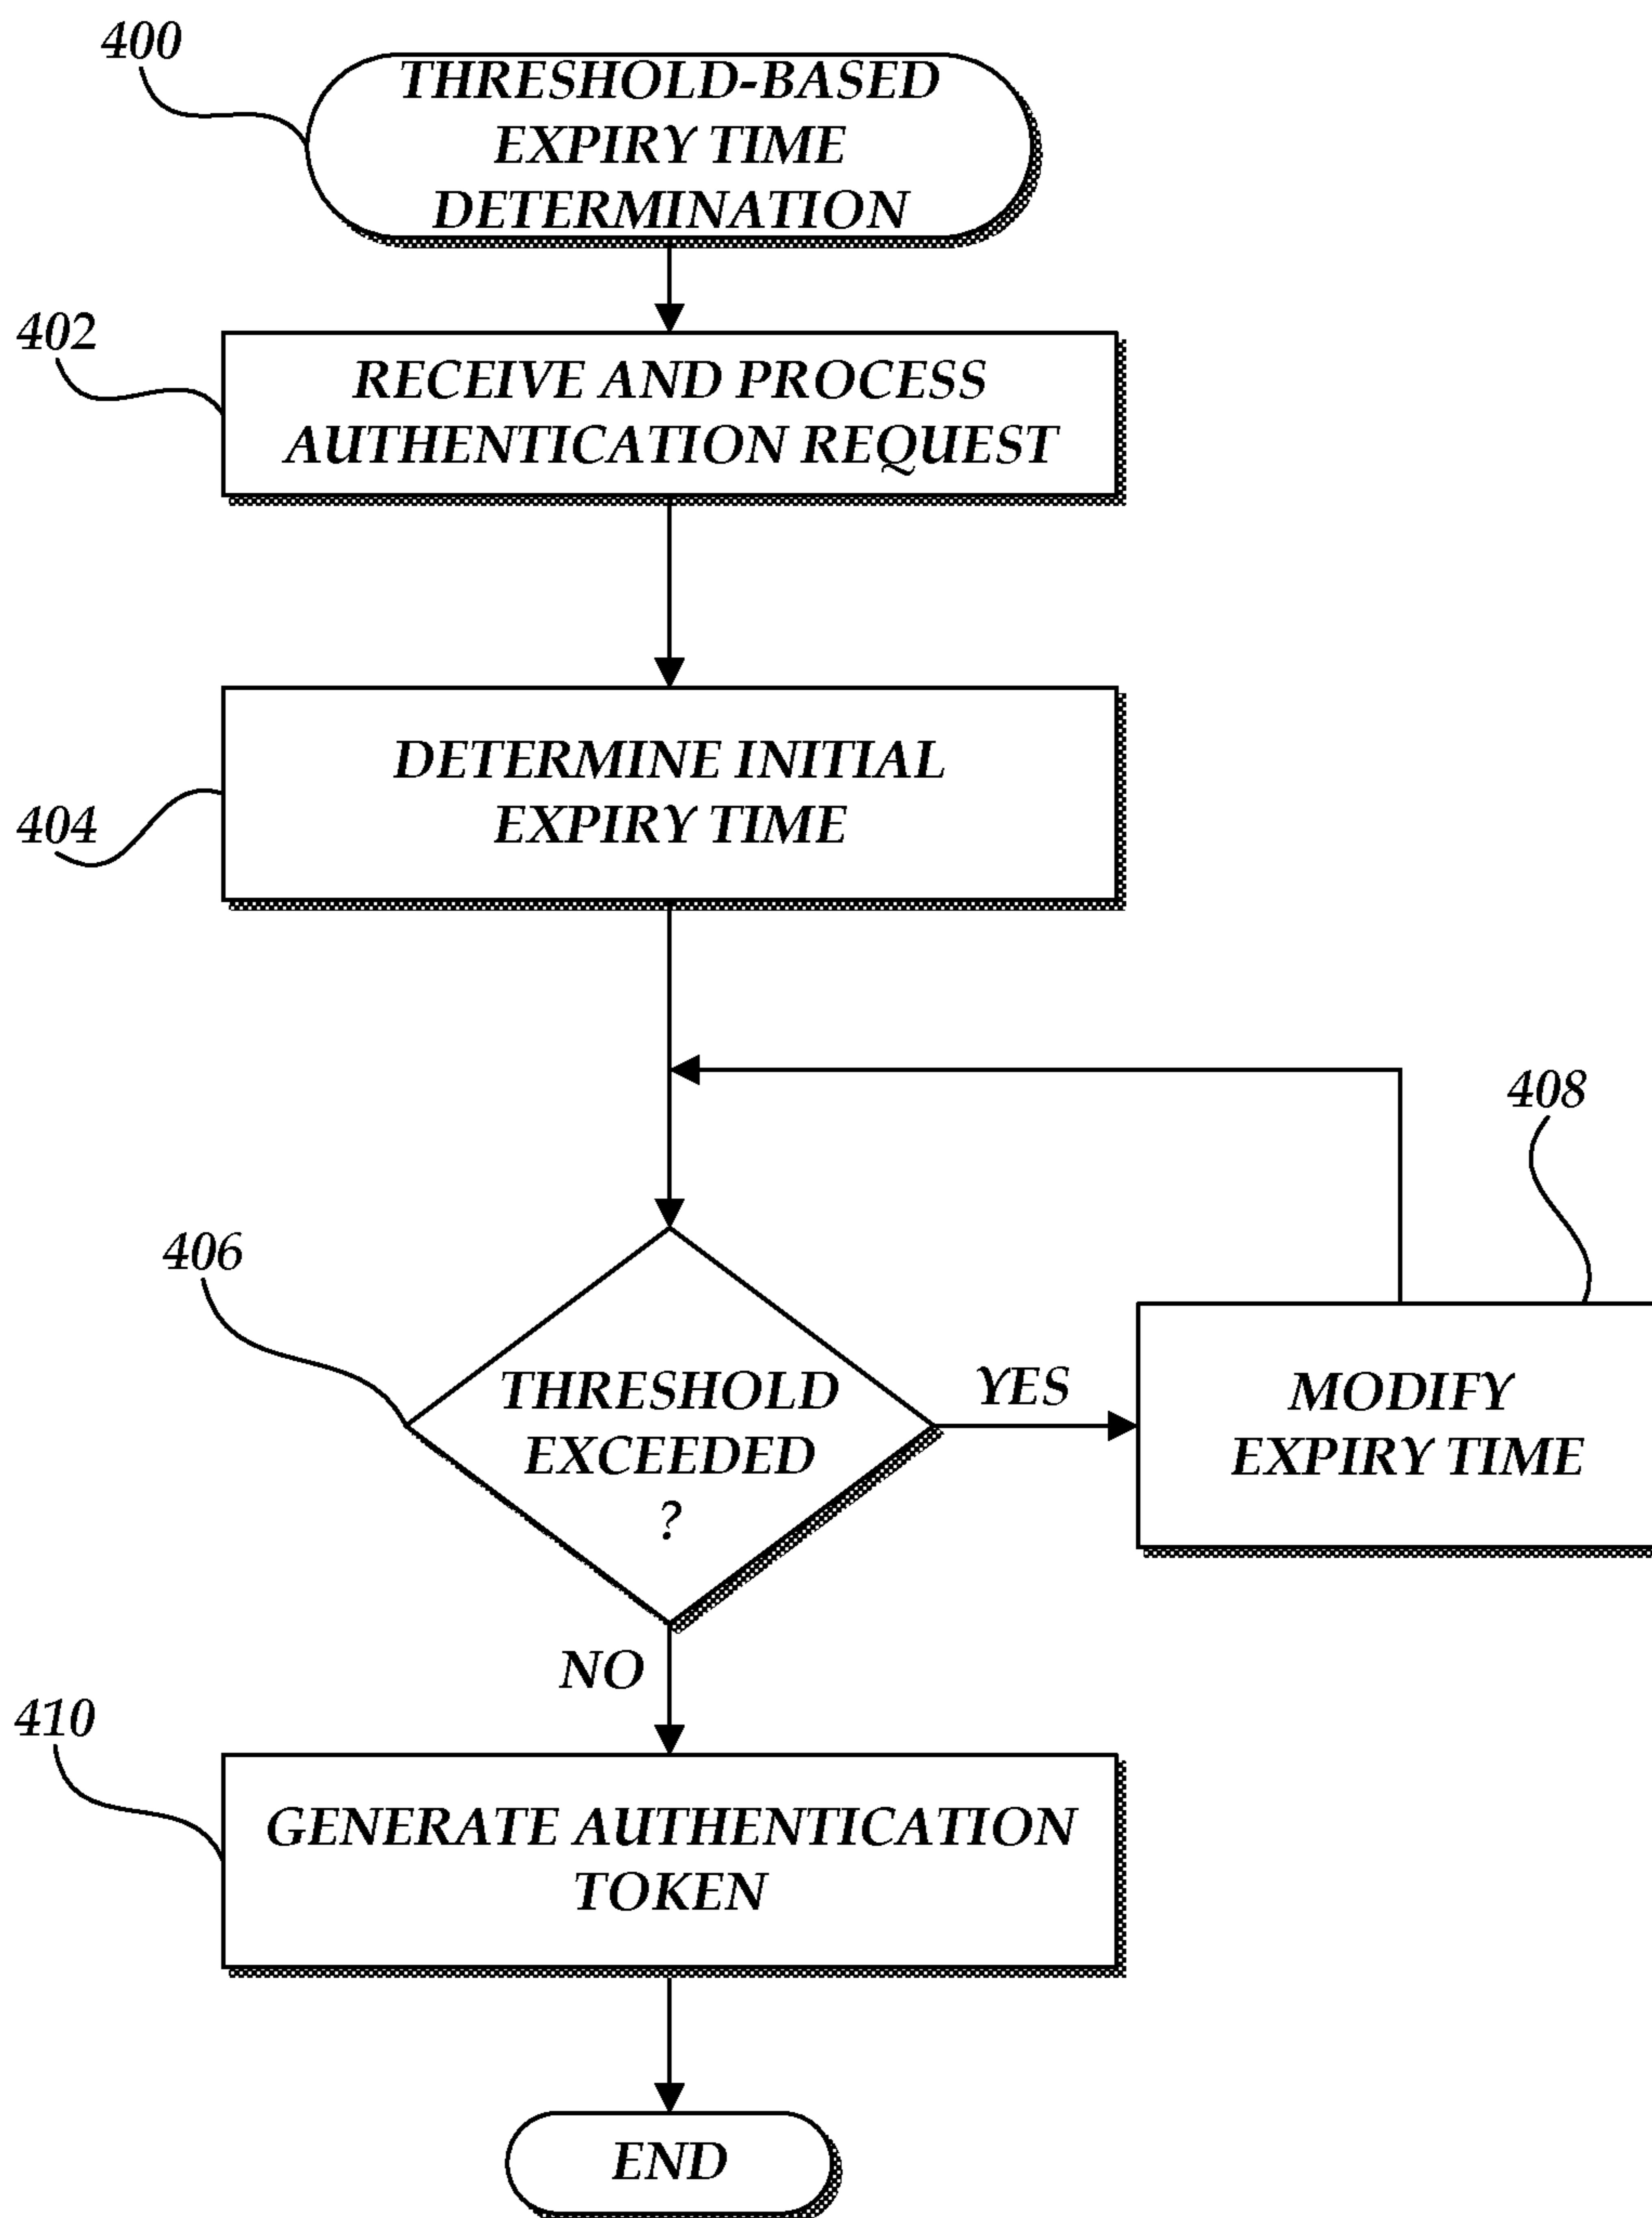 400
THRESHOLD-BASED
EXPIRY TIME
DETERMINATION
402
RECEIVE AND PROCESS
AUTHENTICATION REQUEST
404
DETERMINE INITIAL
EXPIRY TIME
408
406
THRESHOLD
EXCEEDED
?
YES
MODIFY
EXPIRY TIME
NO
410
GENERATE AUTHENTICATION
TOKEN
END